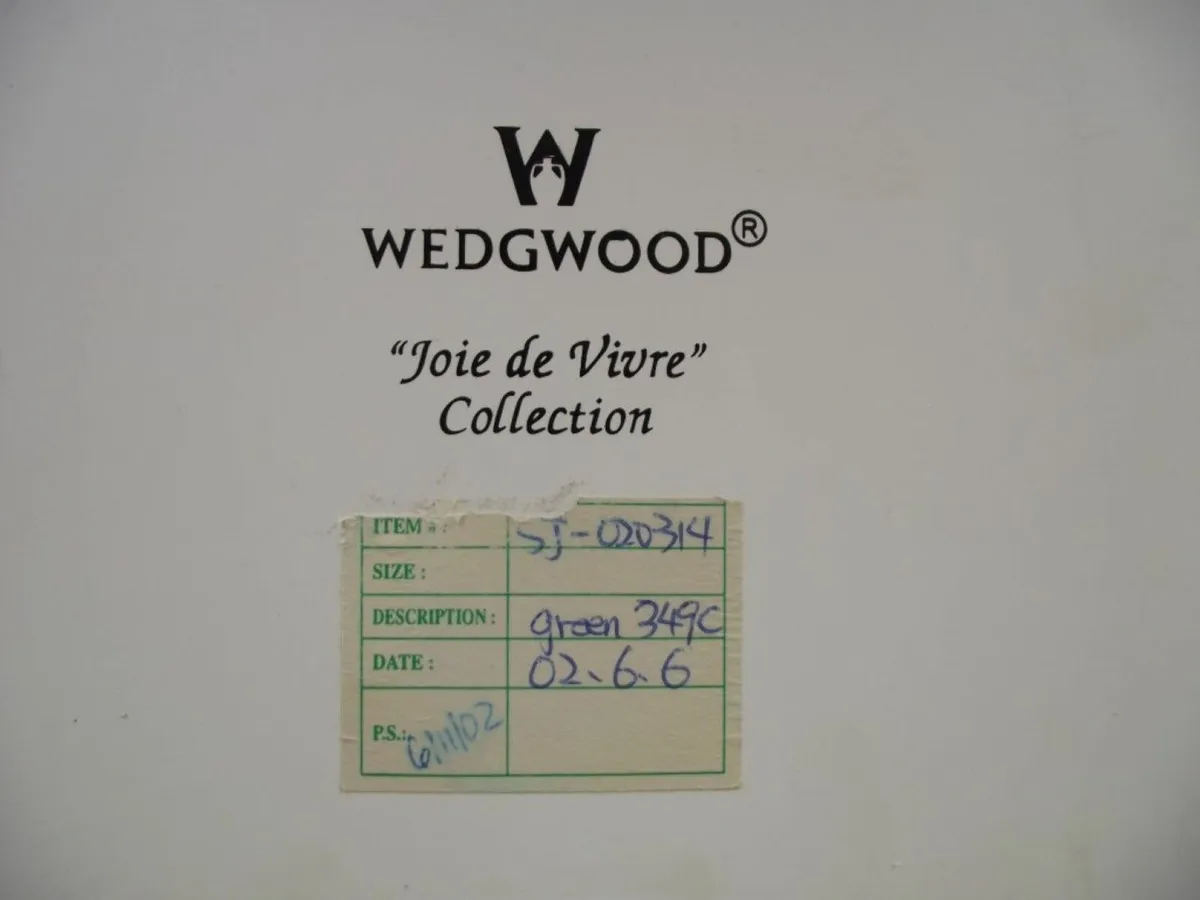 W
WEDGWOOD®
“Joie de Vivre”
Collection
ITEM #: SJ-020314
SIZE:
DESCRIPTION: green 349C
DATE: 02、6、6
P.S.: 6/11/02